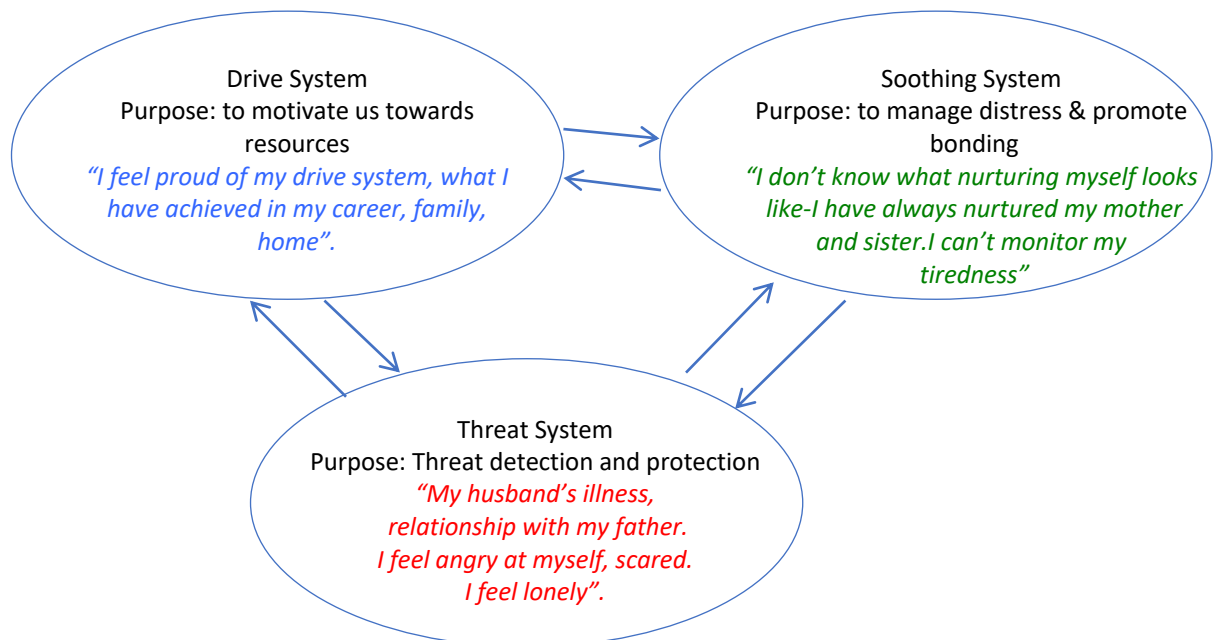 Drive System
Purpose: to motivate us towards
resources
“I feel proud of my drive system, what I
have achieved in my career, family,
home”.
Soothing System
Purpose: to manage distress & promote
bonding
“I don’t know what nurturing myself looks
like-I have always nurtured my mother
and sister.I can’t monitor my
tiredness”
Threat System
Purpose: Threat detection and protection
“My husband’s illness,
relationship with my father.
I feel angry at myself, scared.
I feel lonely”.